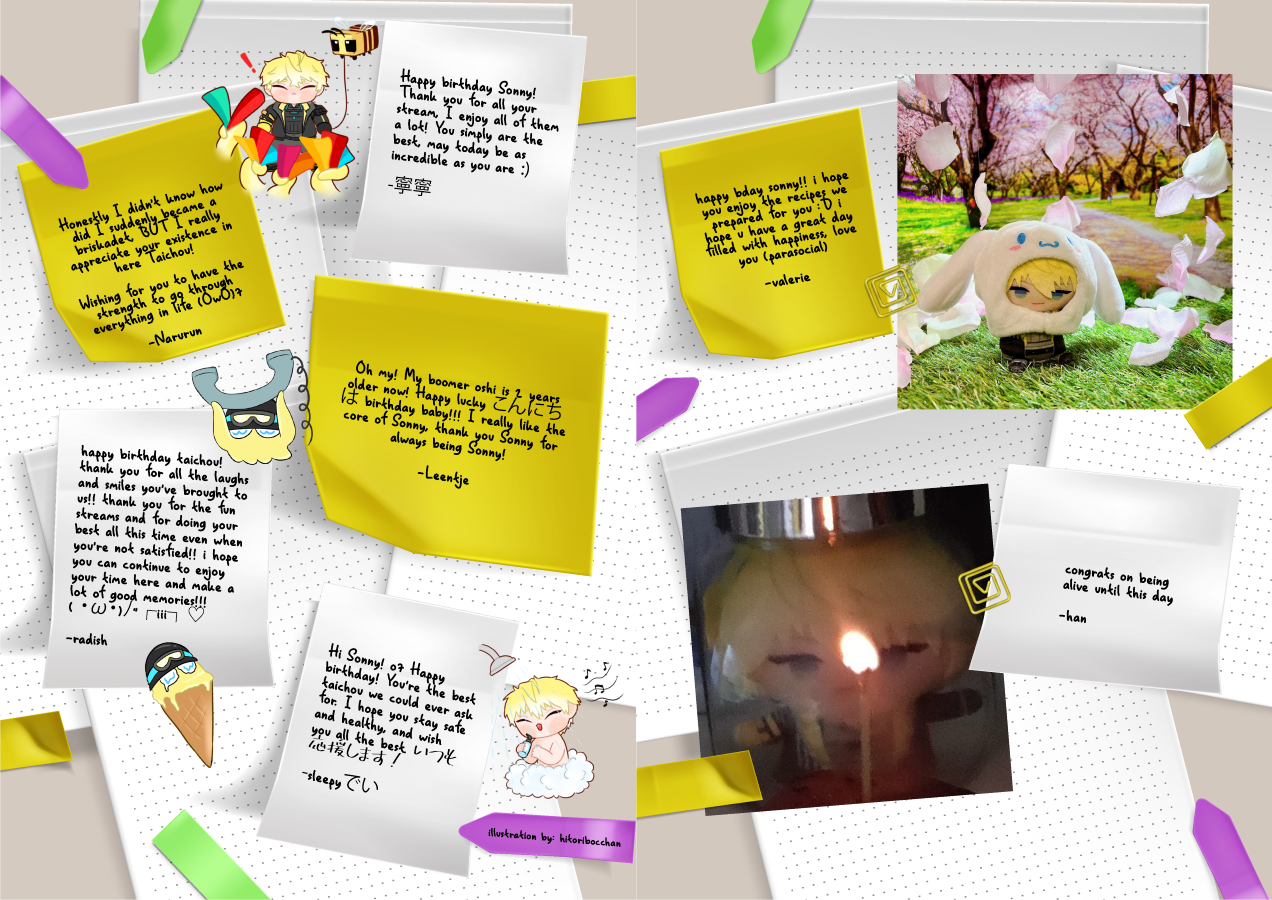 Happy birthday Sonny!
Thank you for all your
stream, I enjoy all of them
a lot! You simply are the
best, may today be as
incredible as you are :)
-寧寧
Honestly I didn't know how
did I suddenly became a
briskadet, BUT I really
appreciate your existence in
here Taichou!
Wishing for you to have the
strength to go through
everything in life (OwO)7
-Narurun
Oh my! My boomer oshi is 2 years
older now! Happy lucky こんにち
は birthday baby!!! I really like the
core of Sonny, thank you Sonny for
always being Sonny!
-Leentje
happy birthday taichou!
thank you for all the laughs
and smiles you've brought to
us!! thank you for the fun
streams and for doing your
best all this time even when
you're not satisfied!! i hope
you can continue to enjoy
your time here and make a
lot of good memories!!!
( •ω•)/" ┌iii┐ ♡
-radish
Hi Sonny! o7 Happy
birthday! You're the best
taichou we could ever ask
for. I hope you stay safe
and healthy, and wish
you all the best いつも
応援します!
-sleepy でい
illustration by: hitoribocchan
happy bday sonny!! i hope
you enjoy the recipes we
prepared for you :D i
hope u have a great day
filled with happiness, love
you (parasocial)
-valerie
congrats on being
alive until this day
-han